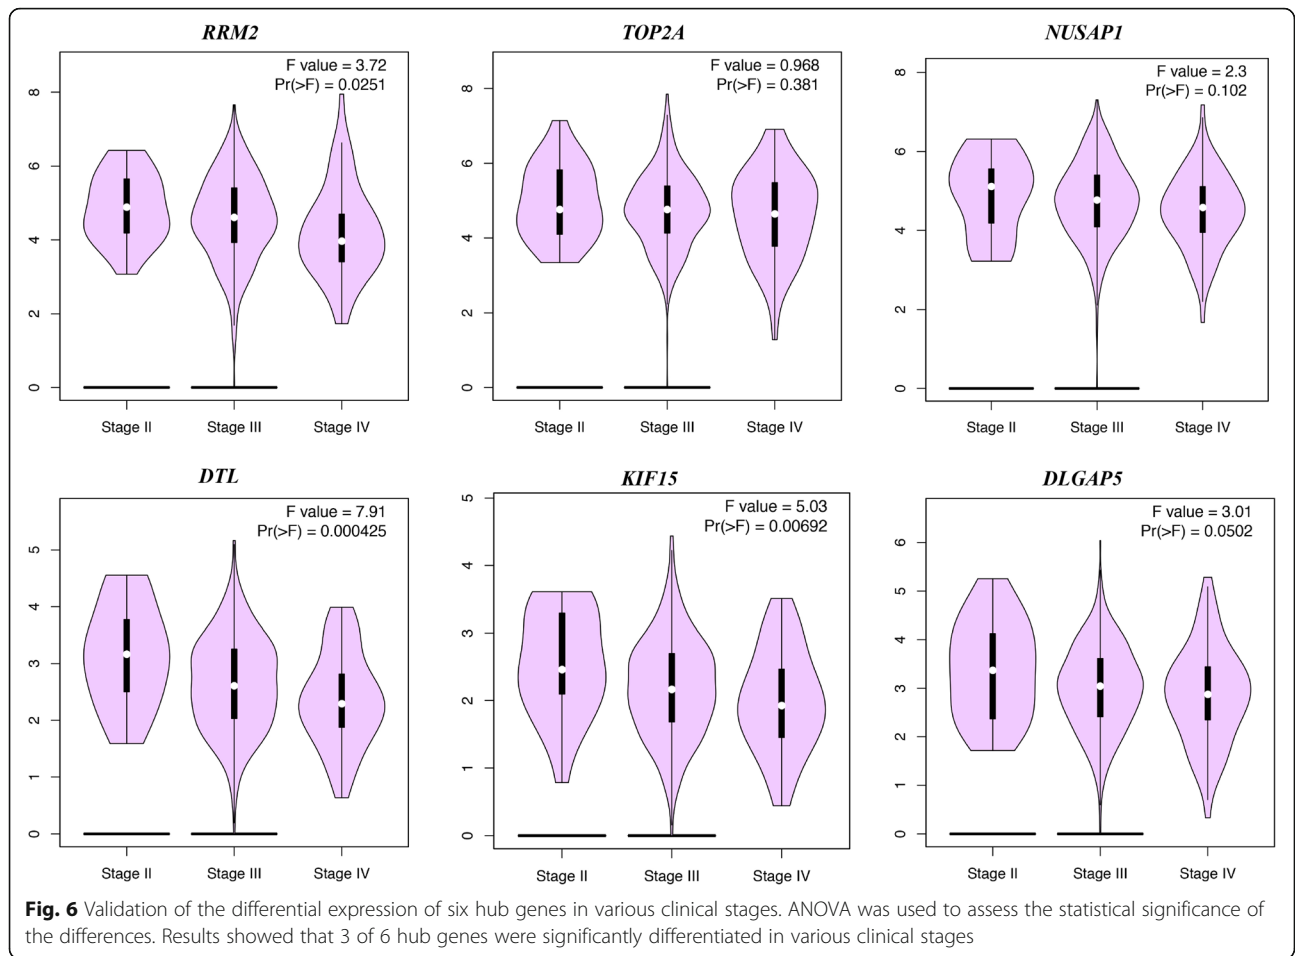 RRM2
F value = 3.72
Pr(>F) = 0.0251
8
6
4
2
0
Stage II Stage III Stage IV
TOP2A
F value = 0.968
Pr(>F) = 0.381
8
6
4
2
0
Stage II Stage III Stage IV
NUSAP1
F value = 2.3
Pr(>F) = 0.102
8
6
4
2
0
Stage II Stage III Stage IV
DTL
F value = 7.91
Pr(>F) = 0.000425
5
4
3
2
1
0
Stage II Stage III Stage IV
KIF15
F value = 5.03
Pr(>F) = 0.00692
5
4
3
2
1
0
Stage II Stage III Stage IV
DLGAP5
F value = 3.01
Pr(>F) = 0.0502
6
5
4
3
2
1
0
Stage II Stage III Stage IV
Fig. 6 Validation of the differential expression of six hub genes in various clinical stages. ANOVA was used to assess the statistical significance of
the differences. Results showed that 3 of 6 hub genes were significantly differentiated in various clinical stages